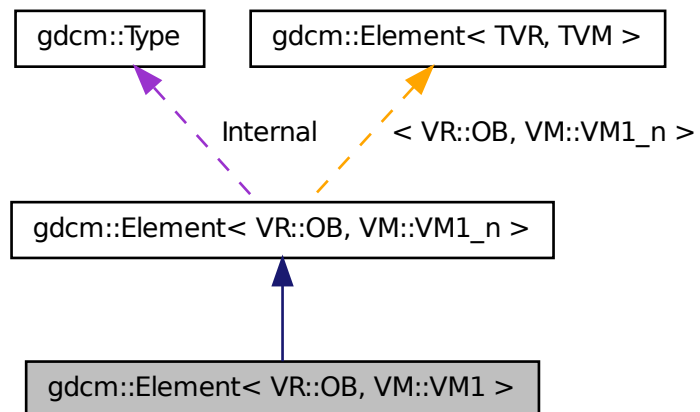 gdcm::Type
gdcm::Element< TVR, TVM >
Internal
< VR::OB, VM::VM1_n >
gdcm::Element< VR::OB, VM::VM1_n >
gdcm::Element< VR::OB, VM::VM1 >